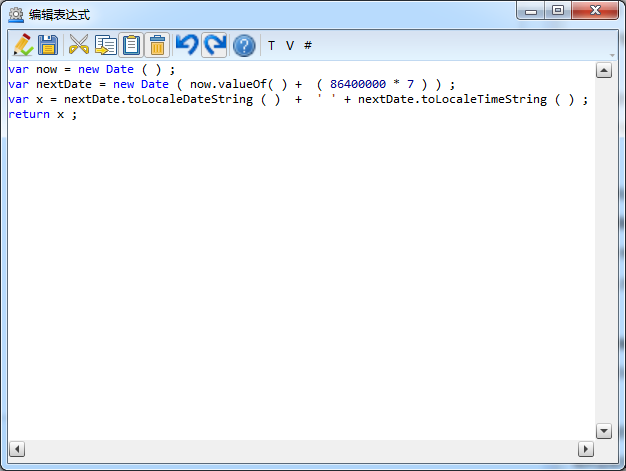 编辑表达式
T V #
var now = new Date ( ) ;
var nextDate = new Date ( now.valueOf( ) +  ( 86400000 * 7 ) ) ;
var x = nextDate.toLocaleDateString ( )  +  ' ' + nextDate.toLocaleTimeString ( ) ;
return x ;